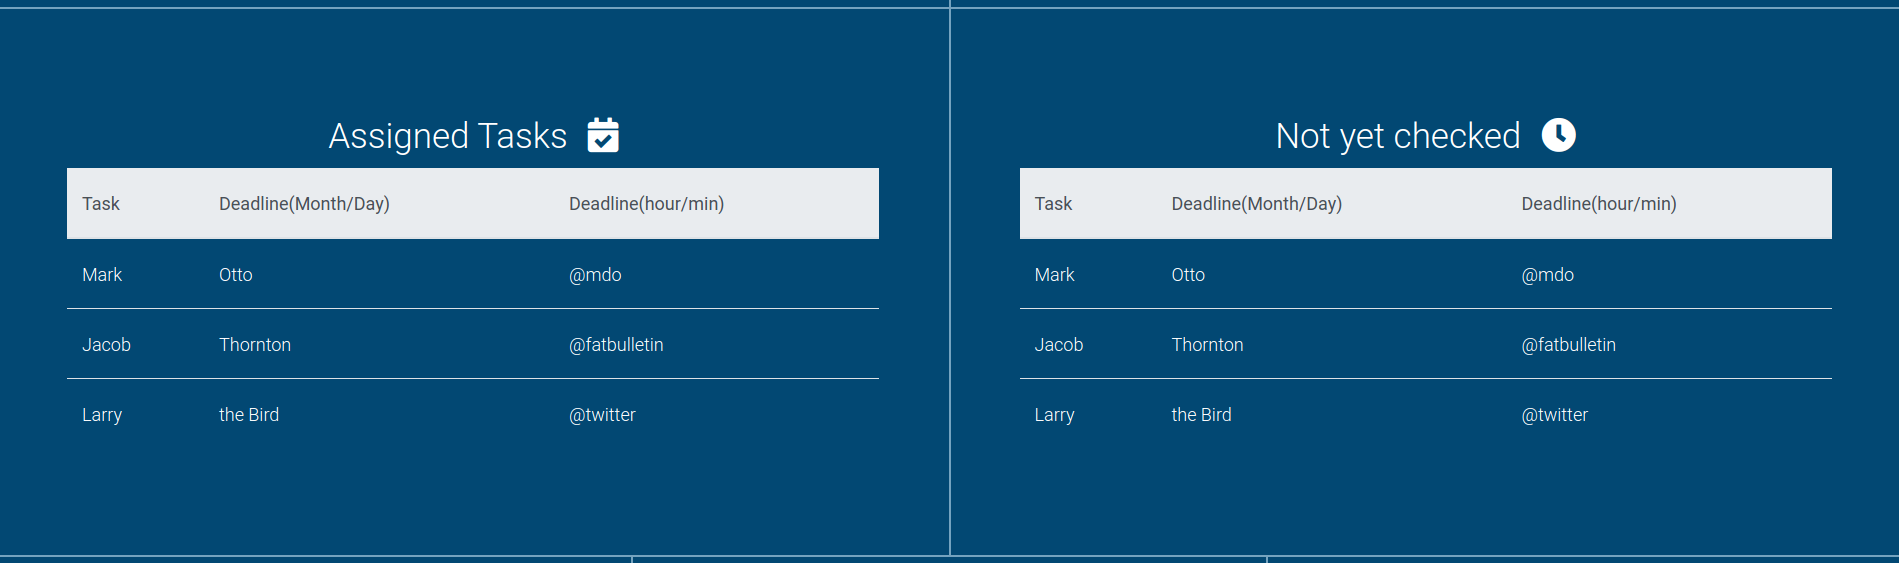 Assigned Tasks
Task Deadline(Month/Day) Deadline(hour/min)
Mark Otto @mdo
Jacob Thornton @fatbulletin
Larry the Bird @twitter
Not yet checked
Task Deadline(Month/Day) Deadline(hour/min)
Mark Otto @mdo
Jacob Thornton @fatbulletin
Larry the Bird @twitter